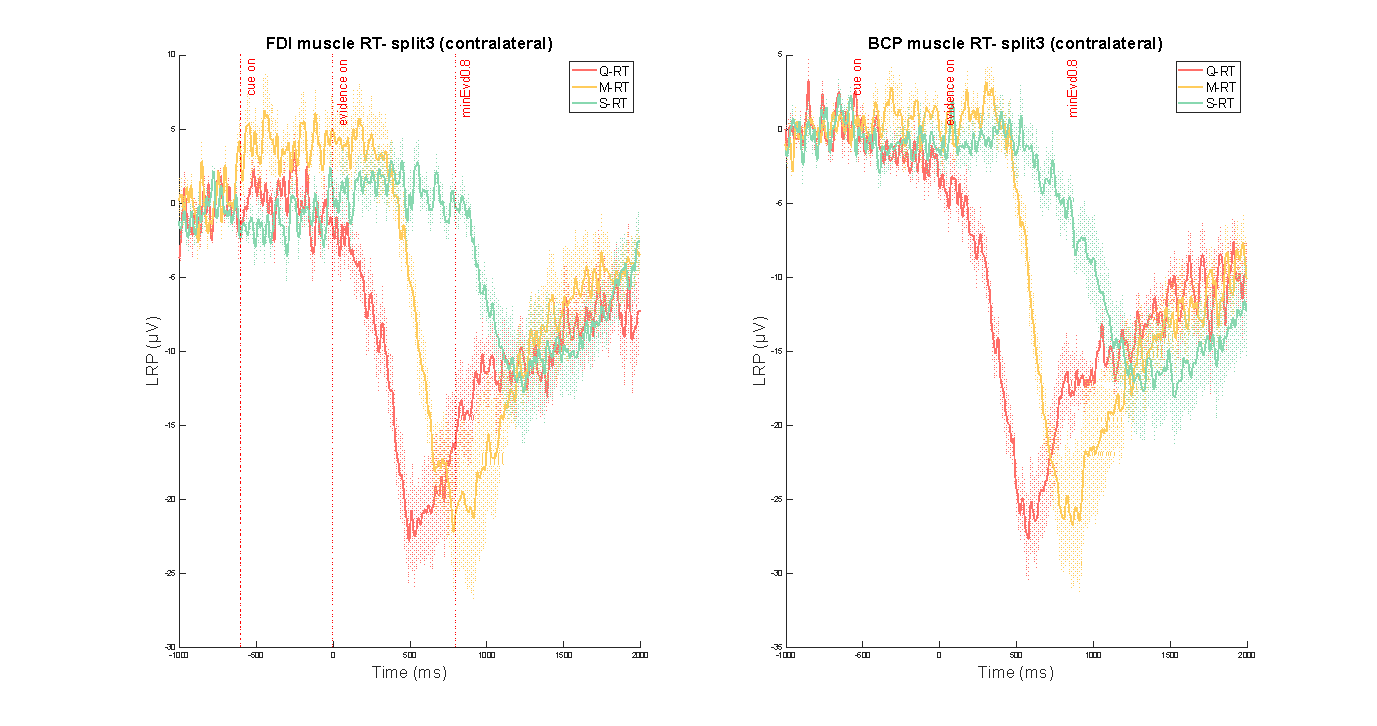 FDI muscle RT- split3 (contralateral)
10
5
0
-5
-10
-15
-20
-25
-30
LRP (µV)
cue on
evidence on
minEvd0.8
Q-RT
M-RT
S-RT
-1000
-500
0
500
1000
1500
2000
Time (ms)
BCP muscle RT- split3 (contralateral)
5
0
-5
-10
-15
-20
-25
-30
-35
LRP (µV)
cue on
evidence on
minEvd0.8
Q-RT
M-RT
S-RT
-1000
-500
0
500
1000
1500
2000
Time (ms)